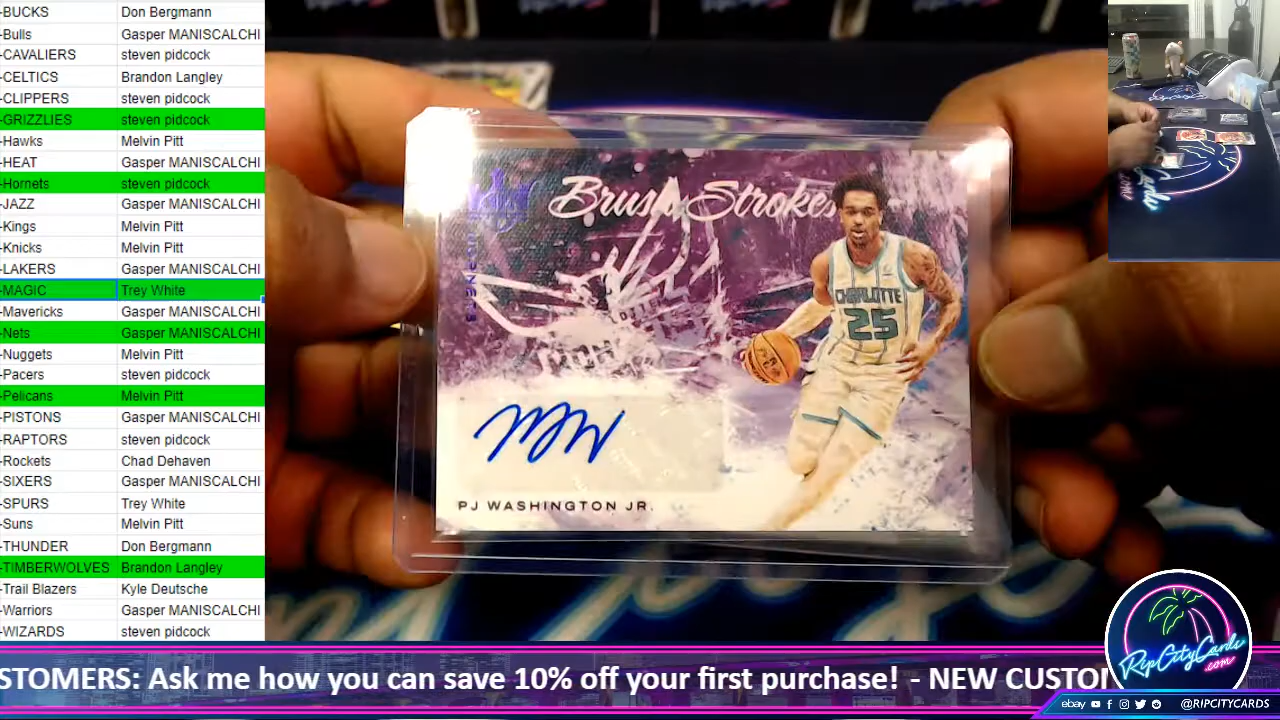 -BUCKS Don Bergmann
-Bulls Gasper MANISCALCHI
-CAVALIERS steven pidcock
-CELTICS Brandon Langley
-CLIPPERS steven pidcock
-GRIZZLIES steven pidcock
-Hawks Melvin Pitt
-HEAT Gasper MANISCALCHI
-Hornets steven pidcock
-JAZZ Gasper MANISCALCHI
-Kings Melvin Pitt
-Knicks Melvin Pitt
-LAKERS Gasper MANISCALCHI
-MAGIC Trey White
-Mavericks Gasper MANISCALCHI
-Nets Gasper MANISCALCHI
-Nuggets Melvin Pitt
-Pacers steven pidcock
-Pelicans Melvin Pitt
-PISTONS Gasper MANISCALCHI
-RAPTORS steven pidcock
-Rockets Chad Dehaven
-SIXERS Gasper MANISCALCHI
-SPURS Trey White
-Suns Melvin Pitt
-THUNDER Don Bergmann
-TIMBERWOLVES Brandon Langley
-Trail Blazers Kyle Deutsche
-Warriors Gasper MANISCALCHI
-WIZARDS steven pidcock
Brush Strokes
HORNETS
CHARLOTTE
25
PJ WASHINGTON JR.
STOMERS: Ask me how you can save 10% off your first purchase! - NEW CUSTOM
RipCityCards
.com
ebay @RIPCITYCARDS